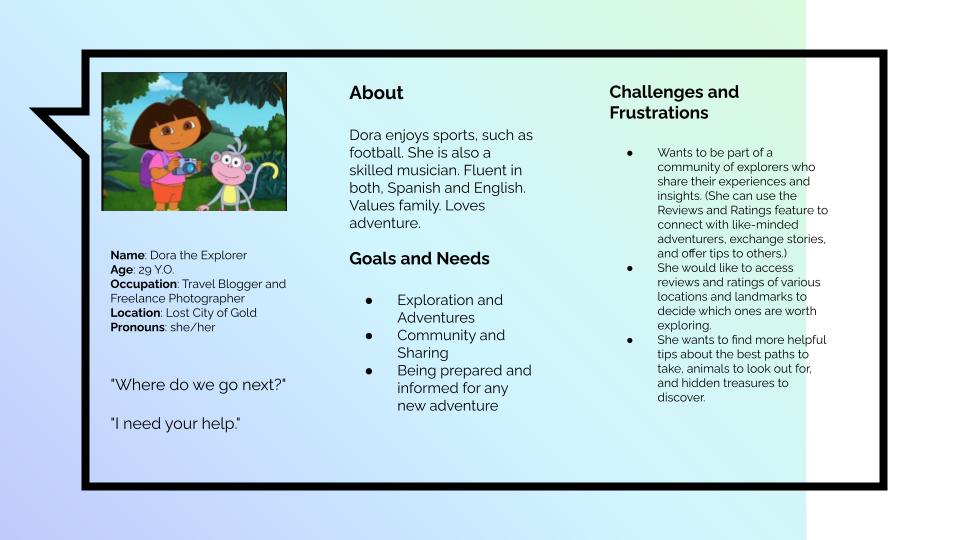 Name: Dora the Explorer
Age: 29 Y.O.
Occupation: Travel Blogger and
Freelance Photographer
Location: Lost City of Gold
Pronouns: she/her
"Where do we go next?"
"I need your help."
About
Dora enjoys sports, such as
football. She is also a
skilled musician. Fluent in
both, Spanish and English.
Values family. Loves
adventure.
Goals and Needs
● Exploration and
Adventures
● Community and
Sharing
● Being prepared and
informed for any
new adventure
Challenges and
Frustrations
● Wants to be part of a
community of explorers who
share their experiences and
insights. (She can use the
Reviews and Ratings feature to
connect with like-minded
adventurers, exchange stories,
and offer tips to others.)
● She would like to access
reviews and ratings of various
locations and landmarks to
decide which ones are worth
exploring.
● She wants to find more helpful
tips about the best paths to
take, animals to look out for,
and hidden treasures to
discover.